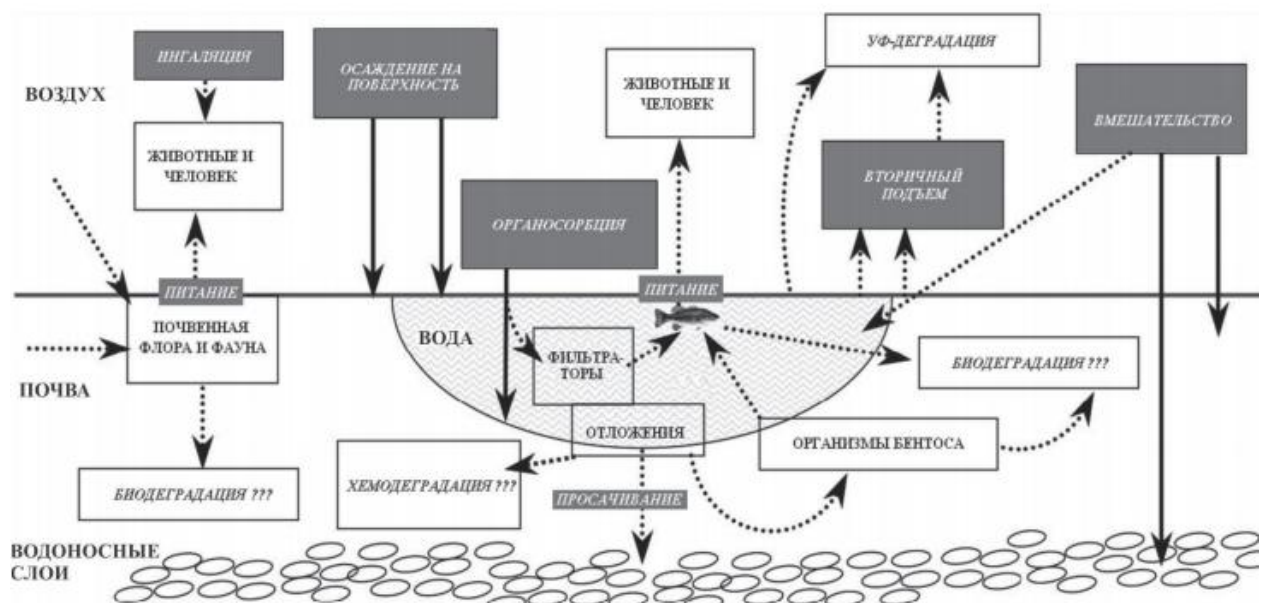 ИНГАЛЯЦИЯ
ОСАЖДЕНИЕ НА
ПОВЕРХНОСТЬ
УФ-ДЕГРАДАЦИЯ
ВОЗДУХ
ЖИВОТНЫЕ И
ЧЕЛОВЕК
ВМЕШАТЕЛЬСТВО
ЖИВОТНЫЕ И
ЧЕЛОВЕК
ВТОРИЧНЫЙ
ПОДЪЕМ
ОРГАНОСОРБЦИЯ
ПИТАНИЕ
ПИТАНИЕ
ПОЧВЕННАЯ
ФЛОРА И ФАУНА
ВОДА
ФИЛЬТРА-
ТОРЫ
БИОДЕГРАДАЦИЯ ???
ПОЧВА
ОТЛОЖЕНИЯ
ОРГАНИЗМЫ БЕНТОСА
БИОДЕГРАДАЦИЯ ???
ХЕМОДЕГРАДАЦИЯ ???
ПРОСАЧИВАНИЕ
ВОДОНОСНЫЕ
СЛОИ